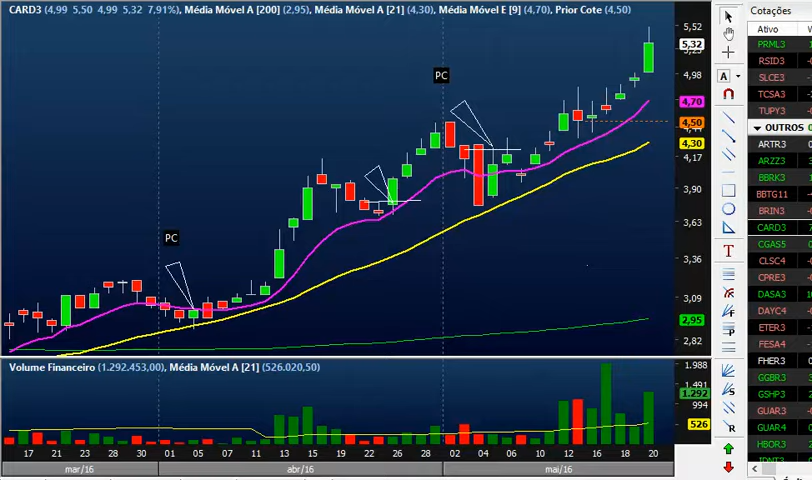 CARD3 (4,99 5,50 4,99 5,32 7,91%), Média Móvel A [200] (2,95), Média Móvel A [21] (4,30), Média Móvel E [9] (4,70), Prior Cote (4,50)
5,52
5,32
4,98
4,70
4,50
4,30
4,17
3,90
3,63
3,36
3,09
2,95
2,82
PC
PC
Volume Financeiro (1.292.453,00), Média Móvel A [21] (526.020,50)
1.988
1.491
1.292
994
526
17 21 23 28 30 01 05 07 11 13 15 19 22 26 28 02 04 06 10 12 16 18 20
mar/16 abr/16 mai/16
A
T
F
P
F
S
R
Cotações
Ativo
PRML3
RSID3
SLCE3
TCSA3
TUPY3
OUTROS
ARTR3
ARZZ3
BBRK3
BBTG11
BRIN3
CARD3
CGAS5
CLSC4
CPRE3
DASA3
DAYC4
ETER3
FESA4
FHER3
GGBR3
GSHP3
GUAR3
GUAR4
HBOR3
IDNT3